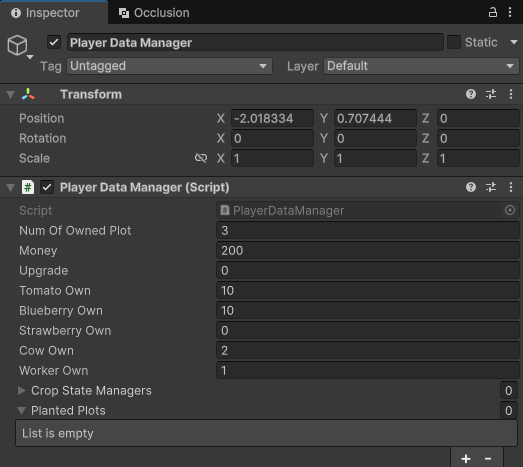 Inspector Occlusion
Player Data Manager Static
Tag Untagged Layer Default
Transform
Position X -2.018334 Y 0.707444 Z 0
Rotation X 0 Y 0 Z 0
Scale X 1 Y 1 Z 1
# Player Data Manager (Script)
Script # PlayerDataManager
Num Of Owned Plot 3
Money 200
Upgrade 0
Tomato Own 10
Blueberry Own 10
Strawberry Own 0
Cow Own 2
Worker Own 1
Crop State Managers 0
Planted Plots 0
List is empty
+ -